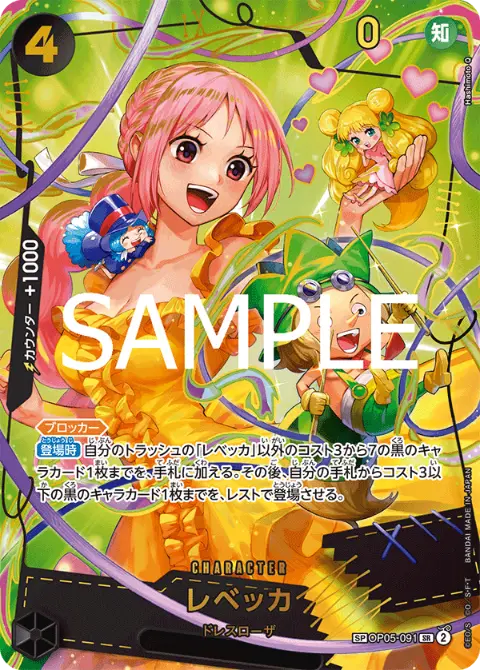 4
0
知
Hashimoto Q
カウンター +1000
SAMPLE
ブロッカー
登場時 自分のトラッシュの「レベッカ」以外のコスト3から7の黒のキャ
ラカード1枚までを、手札に加える。その後、自分の手札からコスト3以
下の黒のキャラカード1枚までを、レストで登場させる。
CHARACTER
レベッカ
ドレスローザ
SP OP05-091 SR 2
BANDAI MADE IN JAPAN